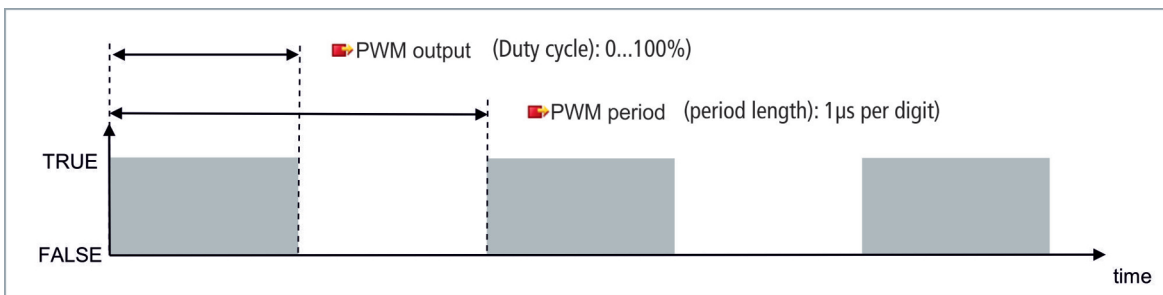 PWM output (Duty cycle): 0...100%)
PWM period (period length): 1µs per digit)
TRUE
FALSE
time